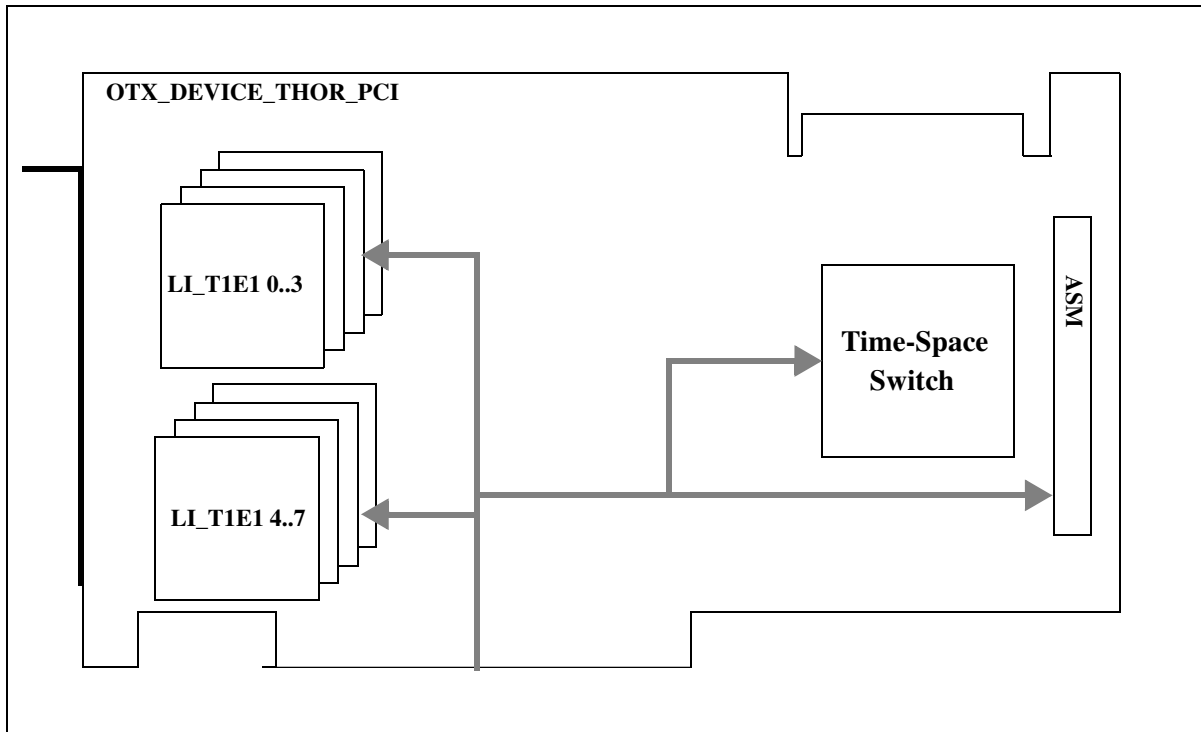 OTX_DEVICE_THOR_PCI
LI_T1E1 0..3
Time-Space
Switch
ASM
LI_T1E1 4..7